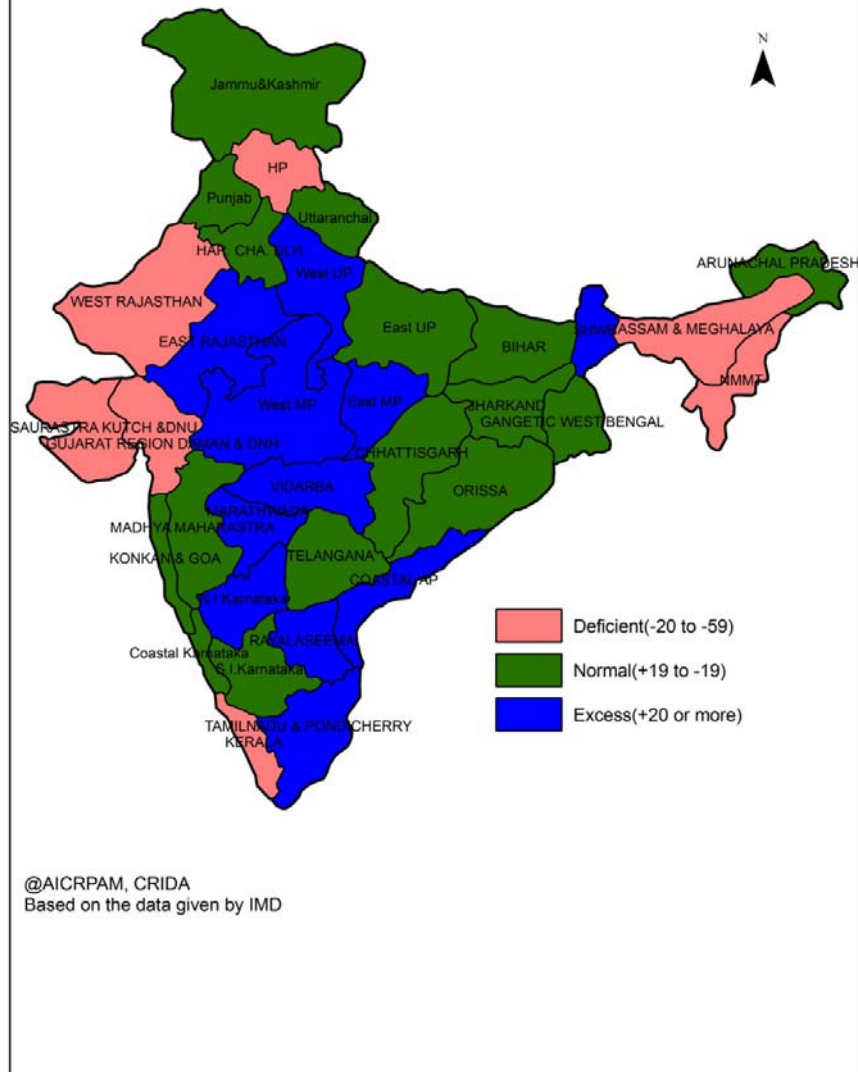 N
Jammu&Kashmir
HP
Punjab
Uttaranchal
HAR. CHA. DLH
ARUNACHAL PRADESH
West UP
WEST RAJASTHAN
EAST RAJASTHAN
East UP
BIHAR
SHWB
ASSAM & MEGHALAYA
NMMT
West MP
East MP
JHARKAND
GANGETIC WEST BENGAL
SAURASTRA KUTCH &DNU
GUJARAT REGION DAMAN & DNH
CHHATTISGARH
VIDARBA
ORISSA
MARATHWADA
MADHYA MAHARASTRA
KONKAN & GOA
TELANGANA
COASTAL AP
N.I.Karnataka
RAYALASEEMA
Coastal Karnataka
S.I.Karnataka
TAMILNADU & PONDICHERRY
KERALA
Deficient(-20 to -59)
Normal(+19 to -19)
Excess(+20 or more)
@AICRPAM, CRIDA
Based on the data given by IMD